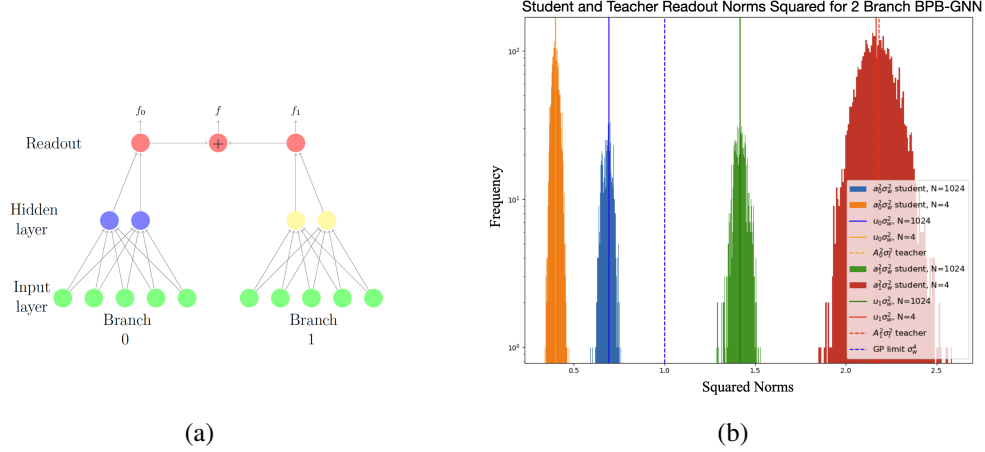 Student and Teacher Readout Norms Squared for 2 Branch BPB-GNN
f₀
f
f₁
Readout
+
Hidden
layer
Input
layer
Branch
0
Branch
1
(a)
Frequency
10²
10¹
10⁰
0.5
1.0
1.5
2.0
2.5
Squared Norms
a₀²σ_w² student, N=1024
a₀²σ_w² student, N=4
u₀σ_w², N=1024
u₀σ_w², N=4
A₀²σ_t² teacher
a₁²σ_w² student, N=1024
a₁²σ_w² student, N=4
u₁σ_w², N=1024
u₁σ_w², N=4
A₁²σ_t² teacher
GP limit σ_w⁴
(b)